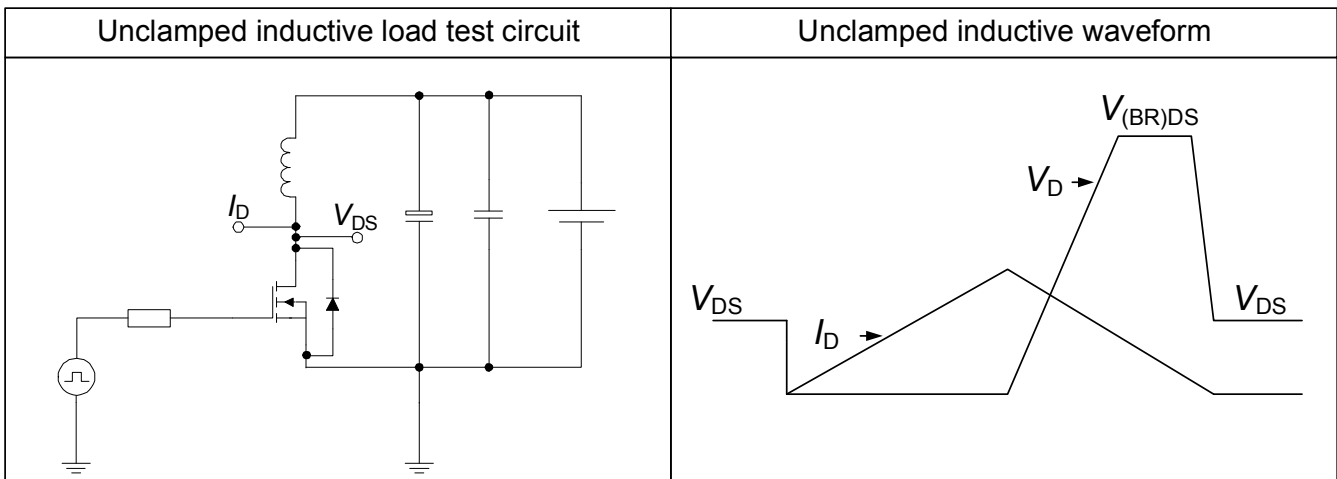 Unclamped inductive load test circuit
Unclamped inductive waveform
I_D
V_DS
V_(BR)DS
V_D
V_DS
I_D
V_DS